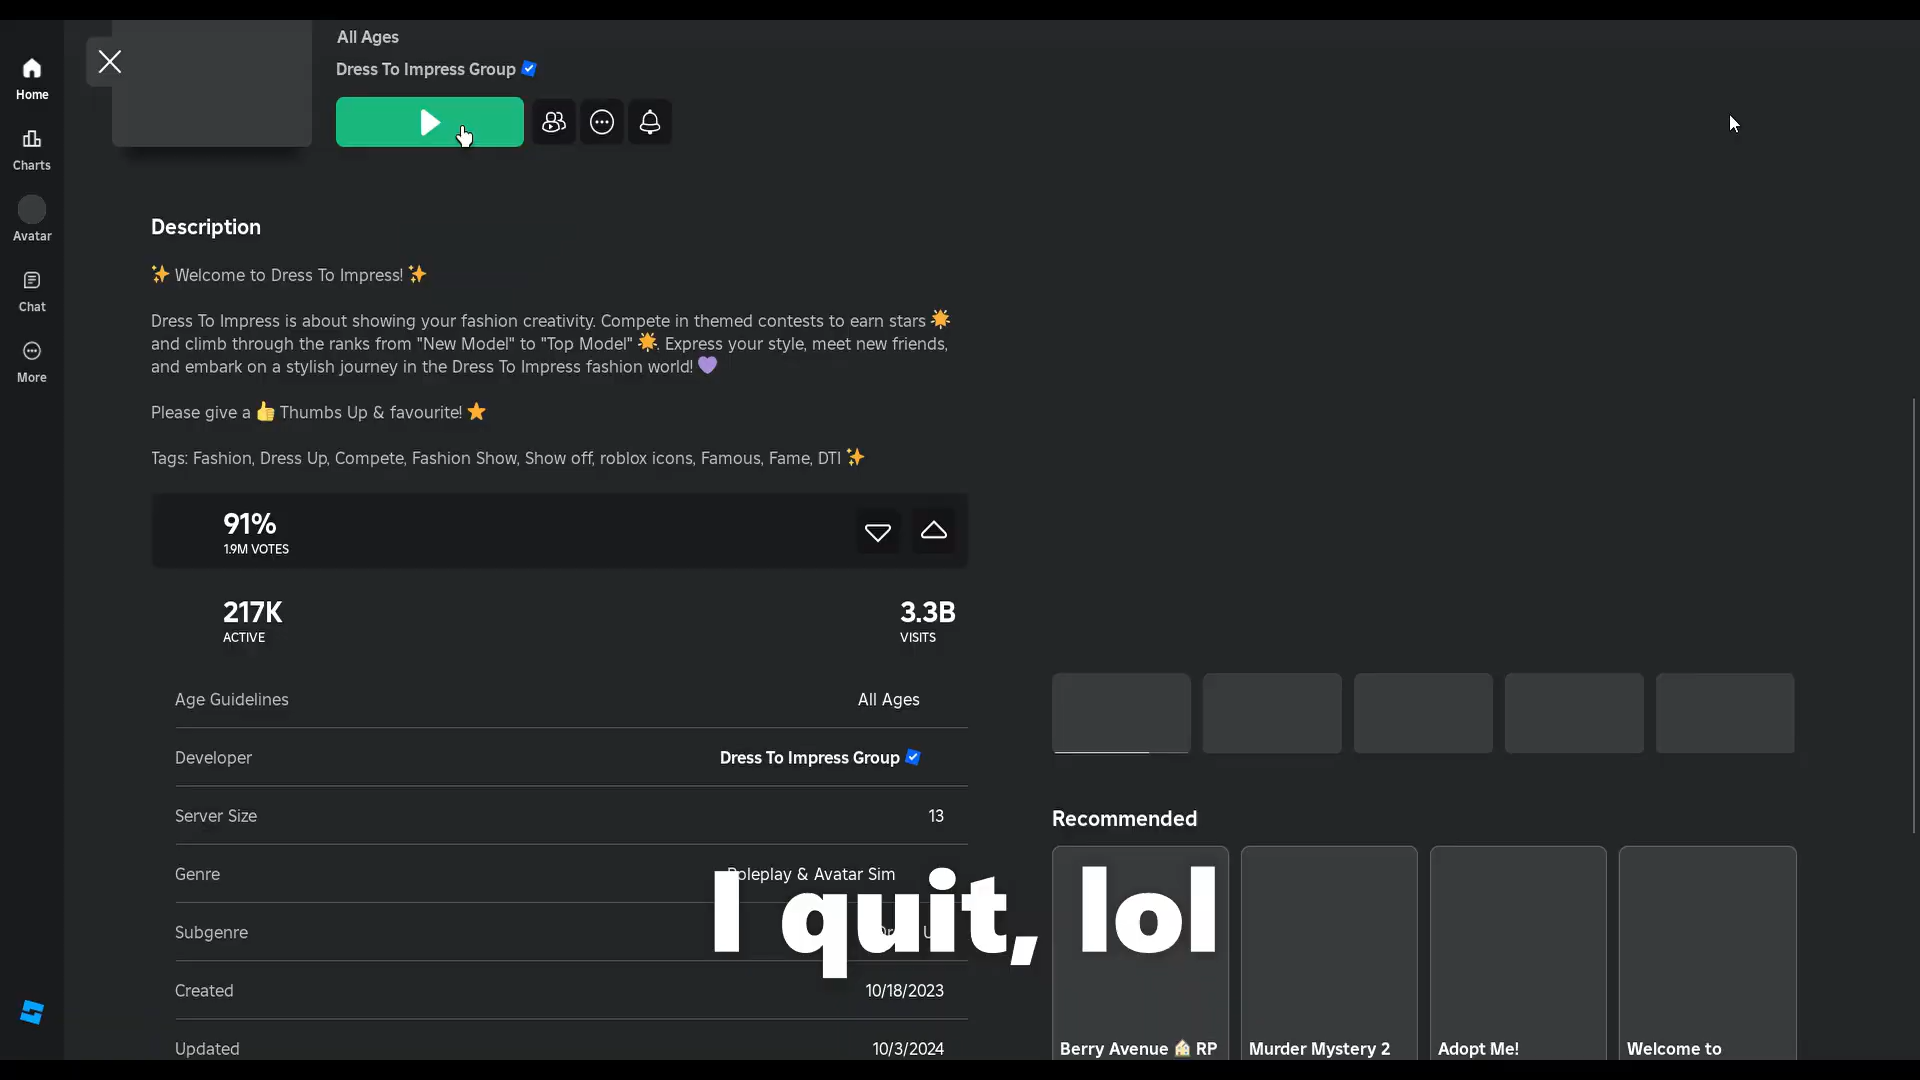 All Ages
Dress To Impress Group
Home
Charts
Avatar
Chat
More
Description
✨ Welcome to Dress To Impress! ✨
Dress To Impress is about showing your fashion creativity. Compete in themed contests to earn stars 🌟
and climb through the ranks from "New Model" to "Top Model" 🌟. Express your style, meet new friends,
and embark on a stylish journey in the Dress To Impress fashion world! 💜
Please give a 👍 Thumbs Up & favourite! ⭐
Tags: Fashion, Dress Up, Compete, Fashion Show, Show off, roblox icons, Famous, Fame, DTI ✨
91%
1.9M VOTES
217K
ACTIVE
3.3B
VISITS
Age Guidelines All Ages
Developer Dress To Impress Group
Server Size 13
Genre Roleplay & Avatar Sim
Subgenre
Created 10/18/2023
Updated 10/3/2024
I quit, lol
Recommended
Berry Avenue 🏠 RP
Murder Mystery 2
Adopt Me!
Welcome to